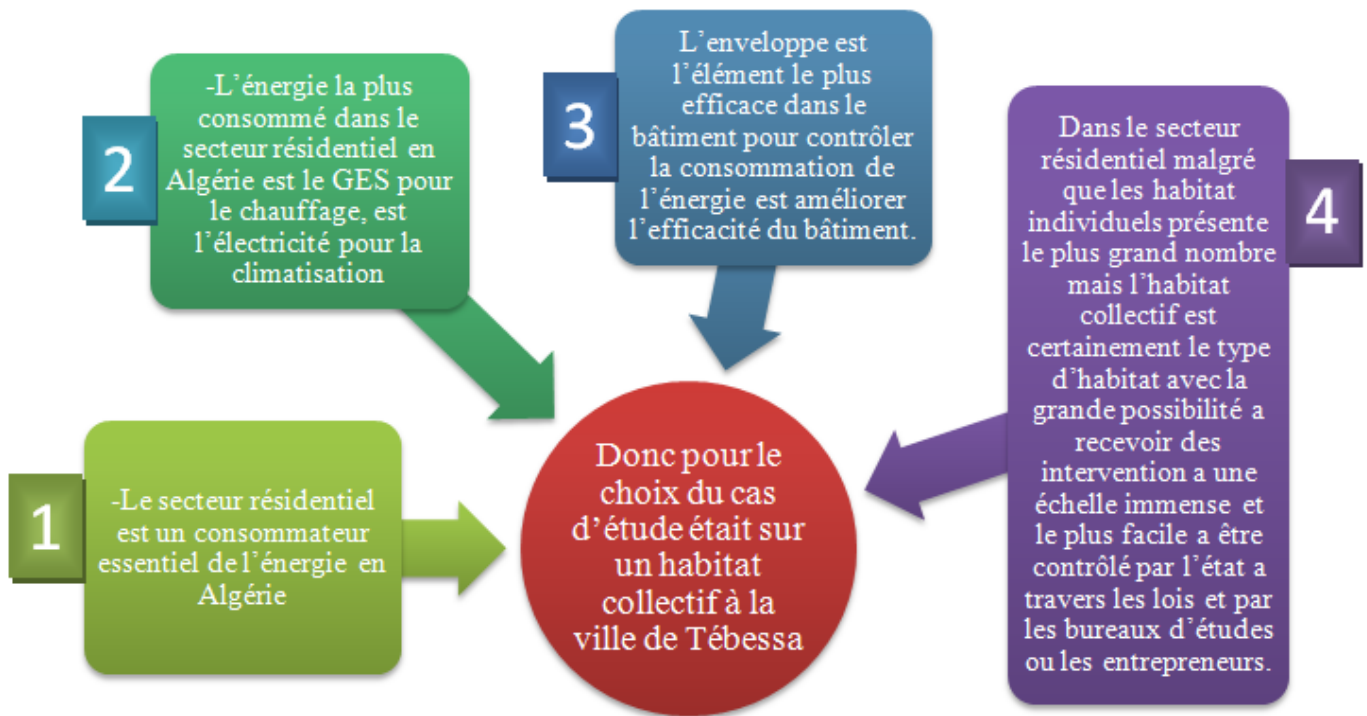 1
-Le secteur résidentiel
est un consommateur
essentiel de l'énergie en
Algérie
2
-L'énergie la plus
consommé dans le
secteur résidentiel en
Algérie est le GES pour
le chauffage, est
l'électricité pour la
climatisation
3
L'enveloppe est
l'élément le plus
efficace dans le
bâtiment pour contrôler
la consommation de
l'énergie est améliorer
l'efficacité du bâtiment.
4
Dans le secteur
résidentiel malgré
que les habitat
individuels présente
le plus grand nombre
mais l'habitat
collectif est
certainement le type
d'habitat avec la
grande possibilité a
recevoir des
intervention a une
échelle immense et
le plus facile a être
contrôlé par l'état a
travers les lois et par
les bureaux d'études
ou les entrepreneurs.
Donc pour le
choix du cas
d'étude était sur
un habitat
collectif à la
ville de Tébessa